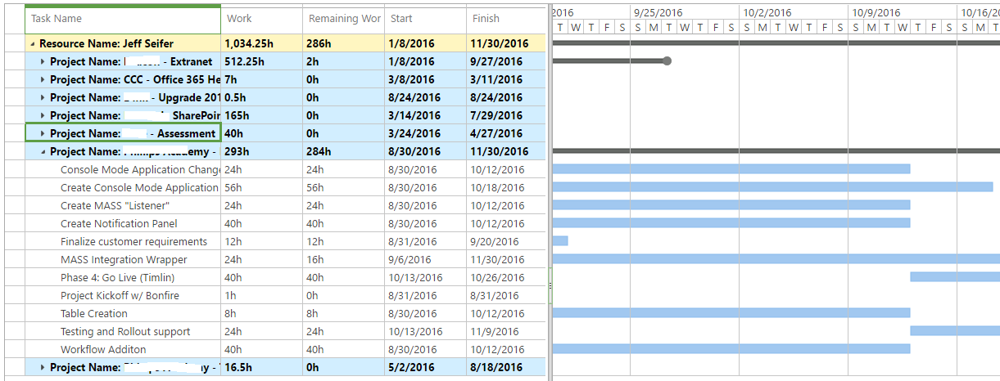 Task Name Work Remaining Wor Start Finish 2016 9/25/2016 10/2/2016 10/9/2016 10/16/201
T W T F S S M T W T F S S M T W T F S S M T W T F S S M T
Resource Name: Jeff Seifer 1,034.25h 286h 1/8/2016 11/30/2016
Project Name: - Extranet 512.25h 2h 1/8/2016 9/27/2016
Project Name: CCC - Office 365 He 7h 0h 3/8/2016 3/11/2016
Project Name: - Upgrade 201 0.5h 0h 8/24/2016 8/24/2016
Project Name: SharePoin 165h 0h 3/14/2016 7/29/2016
Project Name: - Assessment 40h 0h 3/24/2016 4/27/2016
Project Name: Academy - 293h 284h 8/30/2016 11/30/2016
Console Mode Application Change 24h 24h 8/30/2016 10/12/2016
Create Console Mode Application 56h 56h 8/30/2016 10/18/2016
Create MASS "Listener" 24h 24h 8/30/2016 10/12/2016
Create Notification Panel 40h 40h 8/30/2016 10/12/2016
Finalize customer requirements 12h 12h 8/31/2016 9/20/2016
MASS Integration Wrapper 24h 16h 9/6/2016 11/30/2016
Phase 4: Go Live (Timlin) 40h 40h 10/13/2016 10/26/2016
Project Kickoff w/ Bonfire 1h 0h 8/31/2016 8/31/2016
Table Creation 8h 8h 8/30/2016 10/12/2016
Testing and Rollout support 24h 24h 10/13/2016 11/9/2016
Workflow Additon 40h 40h 8/30/2016 10/12/2016
Project Name: - 16.5h 0h 5/2/2016 8/18/2016